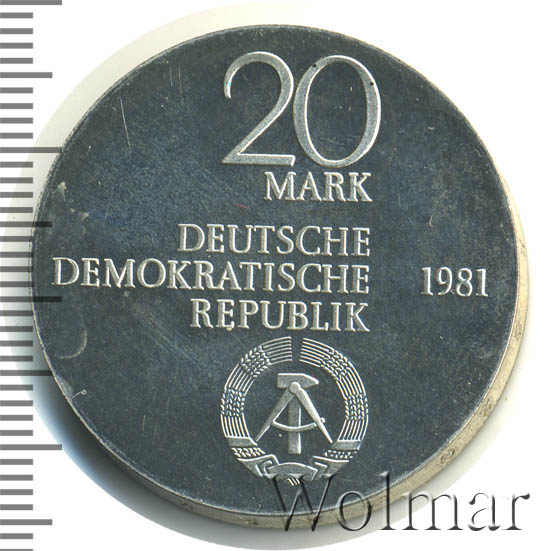 20
MARK
DEUTSCHE
DEMOKRATISCHE 1981
REPUBLIK
Wolmar